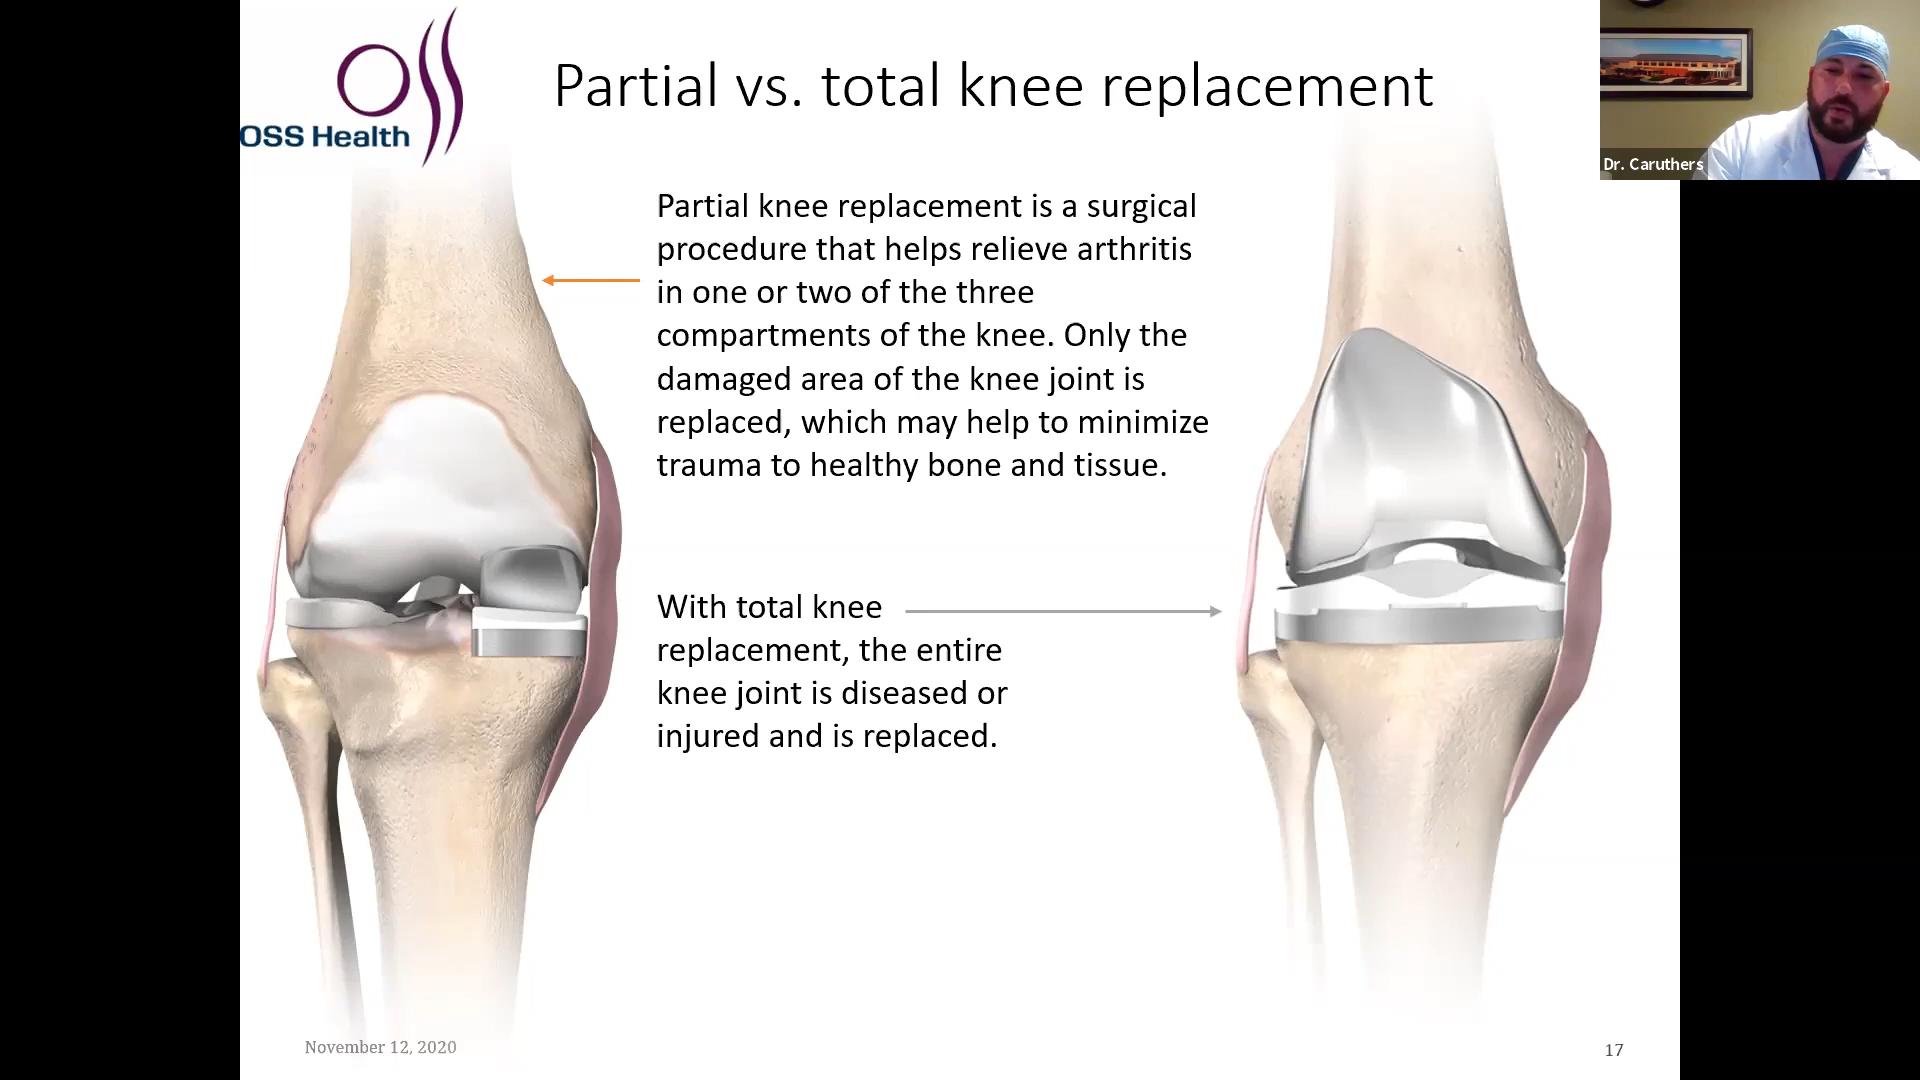 OSS Health
Partial vs. total knee replacement
Dr. Caruthers
Partial knee replacement is a surgical
procedure that helps relieve arthritis
in one or two of the three
compartments of the knee. Only the
damaged area of the knee joint is
replaced, which may help to minimize
trauma to healthy bone and tissue.
With total knee
replacement, the entire
knee joint is diseased or
injured and is replaced.
November 12, 2020
17